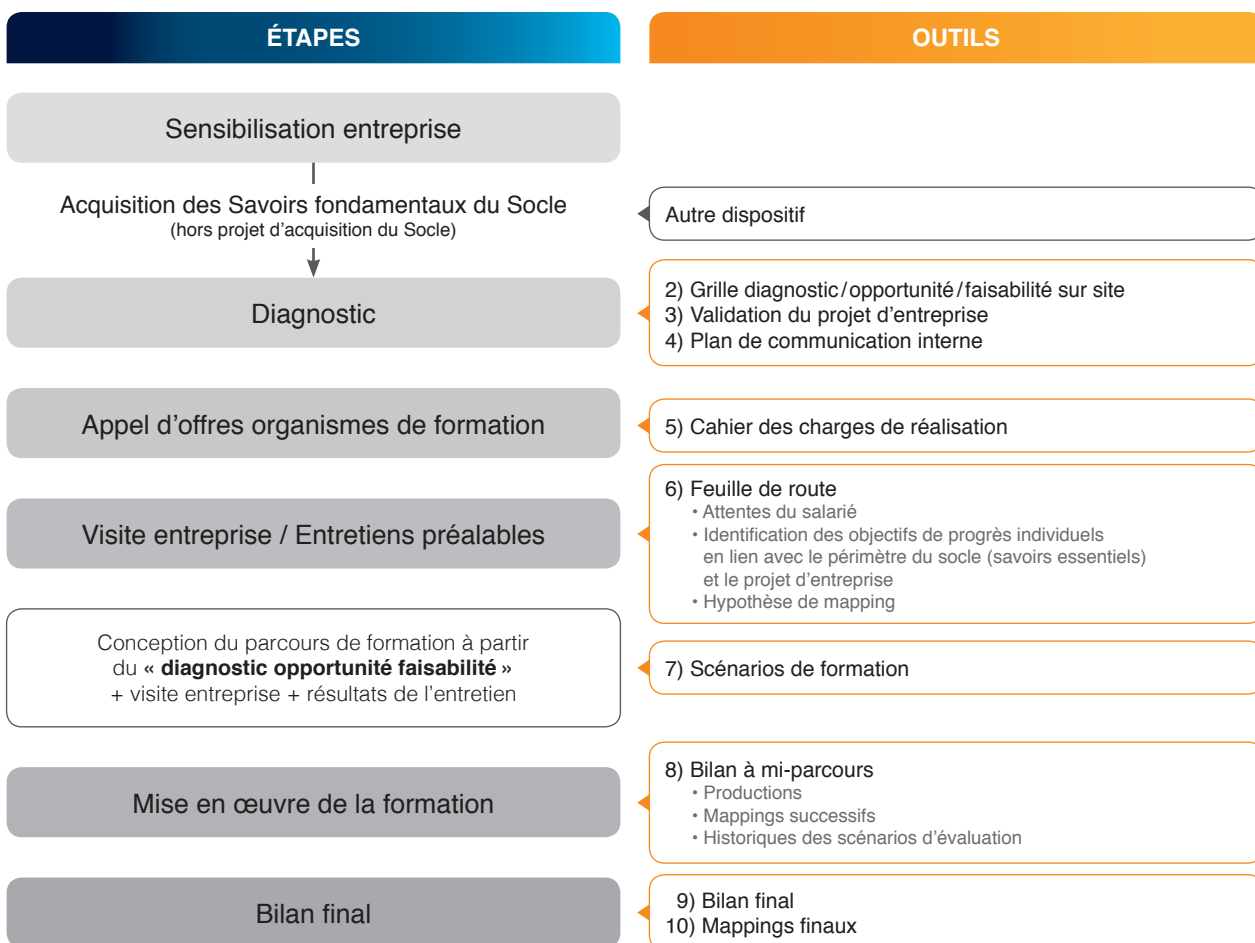 ÉTAPES
OUTILS
Sensibilisation entreprise
Acquisition des Savoirs fondamentaux du Socle
(hors projet d'acquisition du Socle)
Autre dispositif
Diagnostic
2) Grille diagnostic/opportunité/faisabilité sur site
3) Validation du projet d'entreprise
4) Plan de communication interne
Appel d'offres organismes de formation
5) Cahier des charges de réalisation
Visite entreprise / Entretiens préalables
6) Feuille de route
• Attentes du salarié
• Identification des objectifs de progrès individuels
en lien avec le périmètre du socle (savoirs essentiels)
et le projet d'entreprise
• Hypothèse de mapping
Conception du parcours de formation à partir
du « diagnostic opportunité faisabilité »
+ visite entreprise + résultats de l'entretien
7) Scénarios de formation
Mise en œuvre de la formation
8) Bilan à mi-parcours
• Productions
• Mappings successifs
• Historiques des scénarios d'évaluation
Bilan final
9) Bilan final
10) Mappings finaux